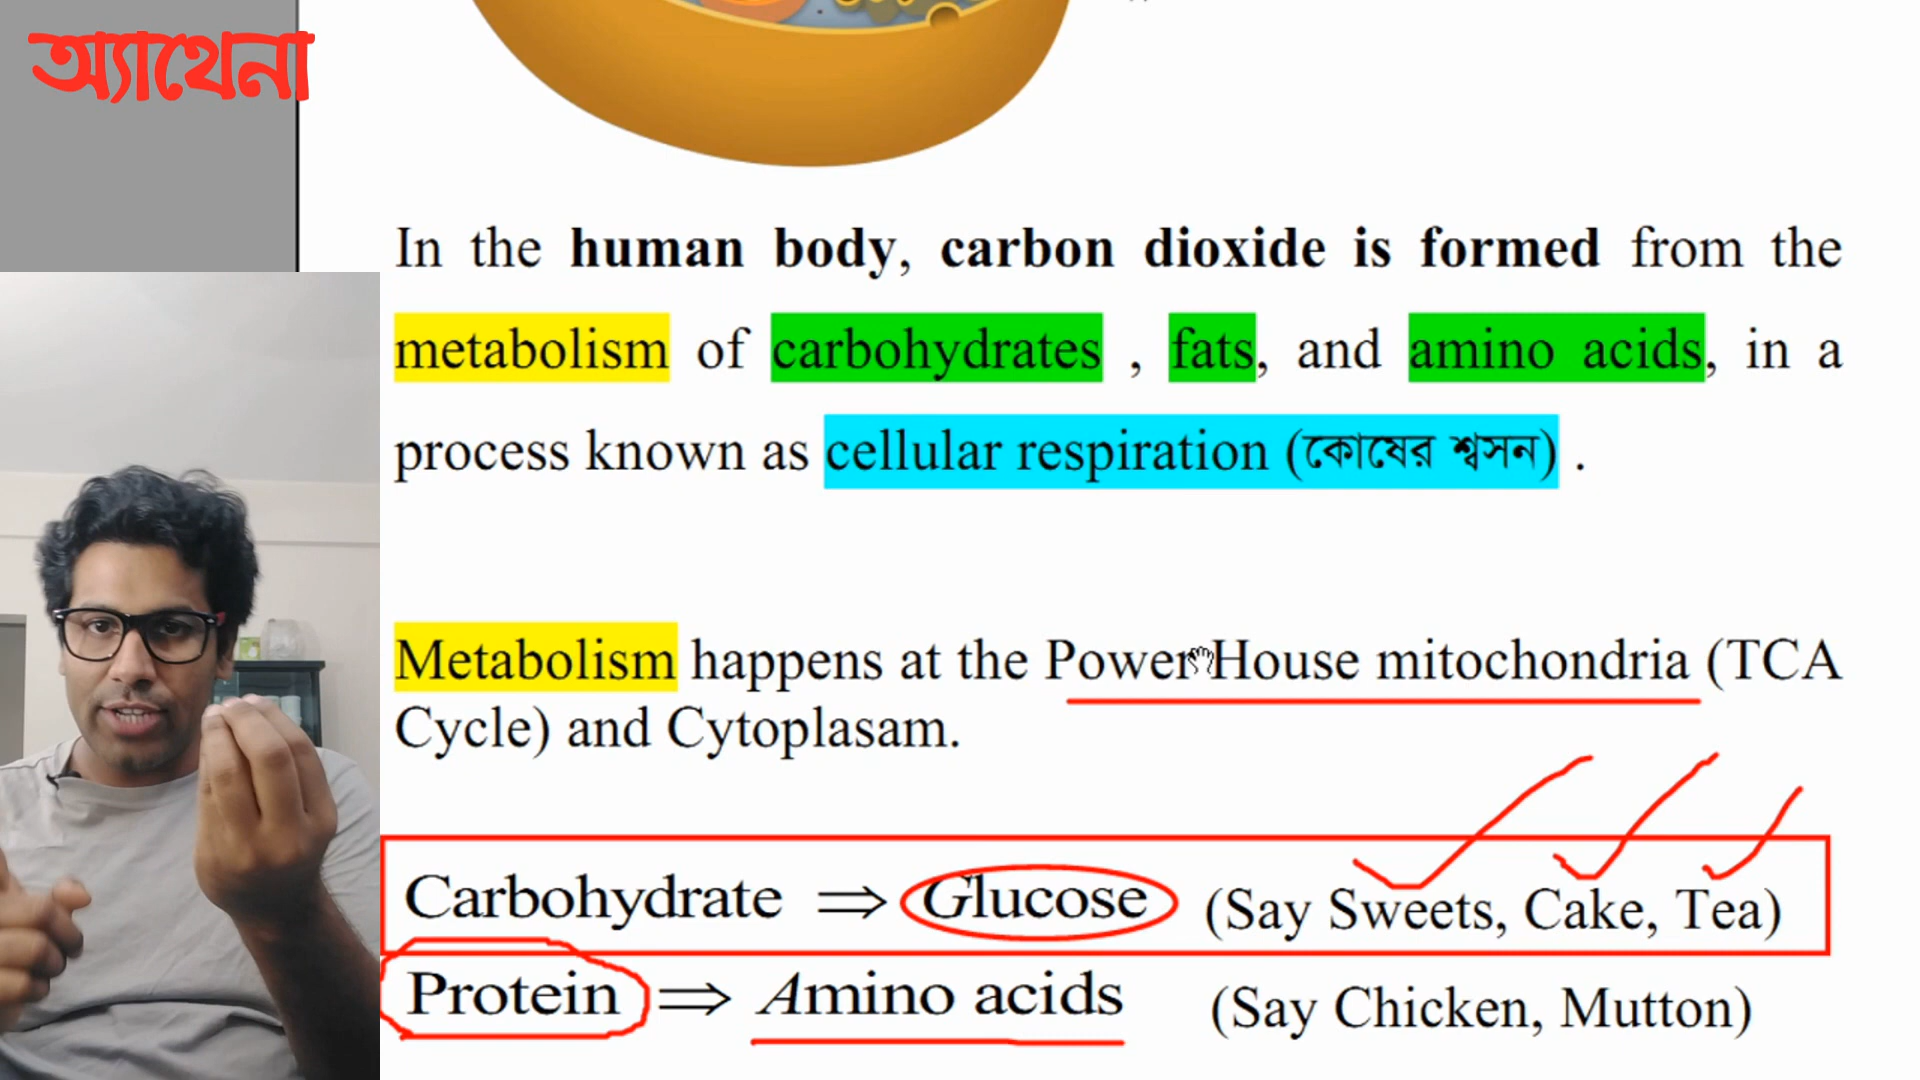 অ্যাথেনা
In the human body, carbon dioxide is formed from the
metabolism of carbohydrates , fats, and amino acids, in a
process known as cellular respiration (কোষের শ্বসন) .
Metabolism happens at the Power House mitochondria (TCA
Cycle) and Cytoplasam.
Carbohydrate ⇒ Glucose (Say Sweets, Cake, Tea)
Protein ⇒ Amino acids (Say Chicken, Mutton)